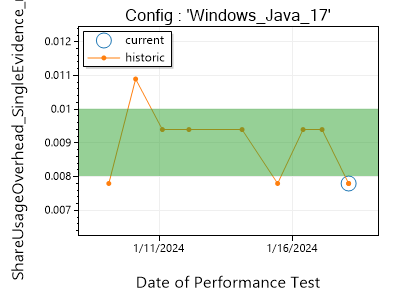 Config : 'Windows_Java_17'
ShareUsageOverhead_SingleEvidence_
current
historic
0.012
0.011
0.01
0.009
0.008
0.007
1/11/2024
1/16/2024
Date of Performance Test